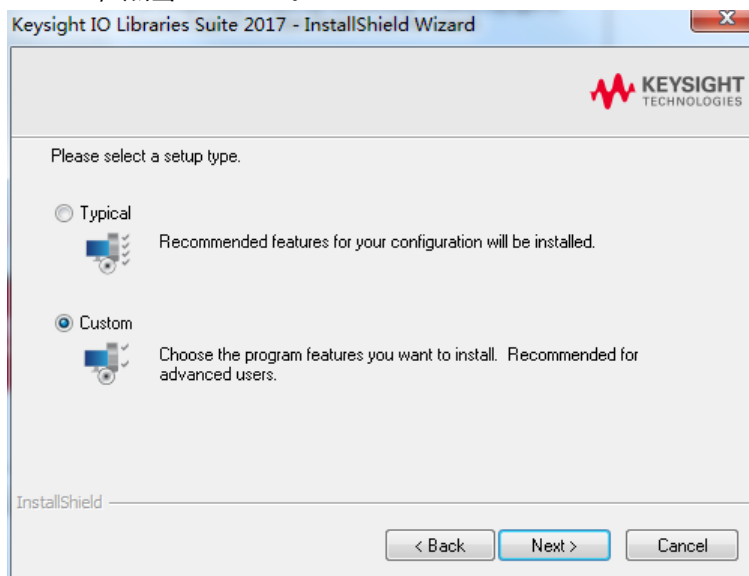 Keysight IO Libraries Suite 2017 - InstallShield Wizard
KEYSIGHT
TECHNOLOGIES
Please select a setup type.
Typical
Recommended features for your configuration will be installed.
Custom
Choose the program features you want to install. Recommended for
advanced users.
InstallShield
< Back
Next >
Cancel